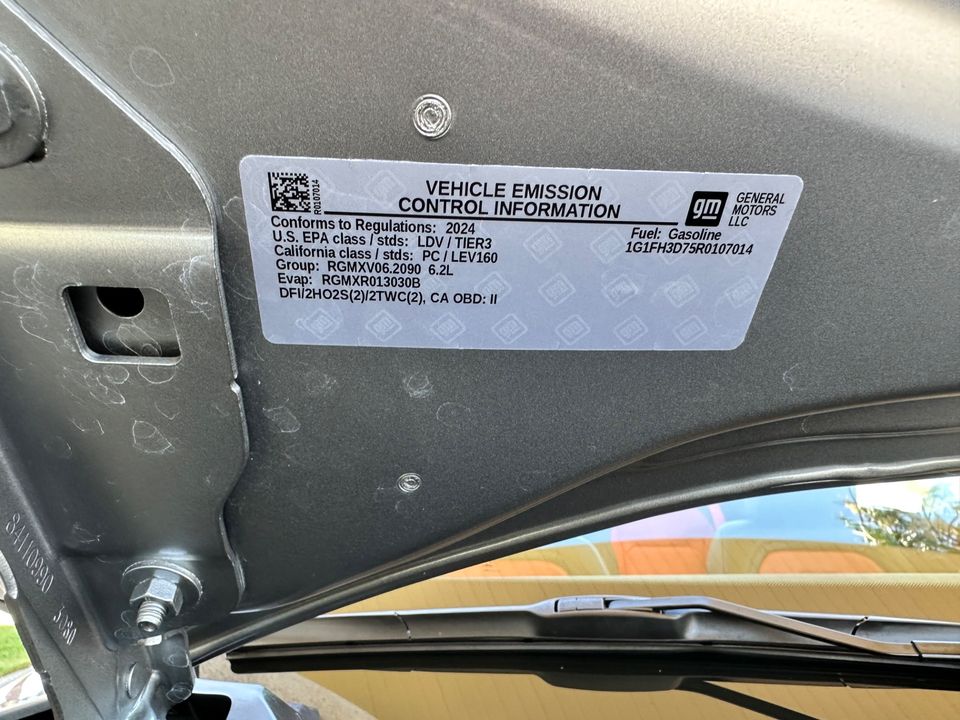 VEHICLE EMISSION
CONTROL INFORMATION
R0107014
gm
GENERAL
MOTORS
LLC
Conforms to Regulations: 2024
U.S. EPA class / stds: LDV / TIER3
California class / stds: PC / LEV160
Group: RGMXV06.2090 6.2L
Evap: RGMXR013030B
DFI/2HO2S(2)/2TWC(2), CA OBD: II
Fuel: Gasoline
1G1FH3D75R0107014
84110990